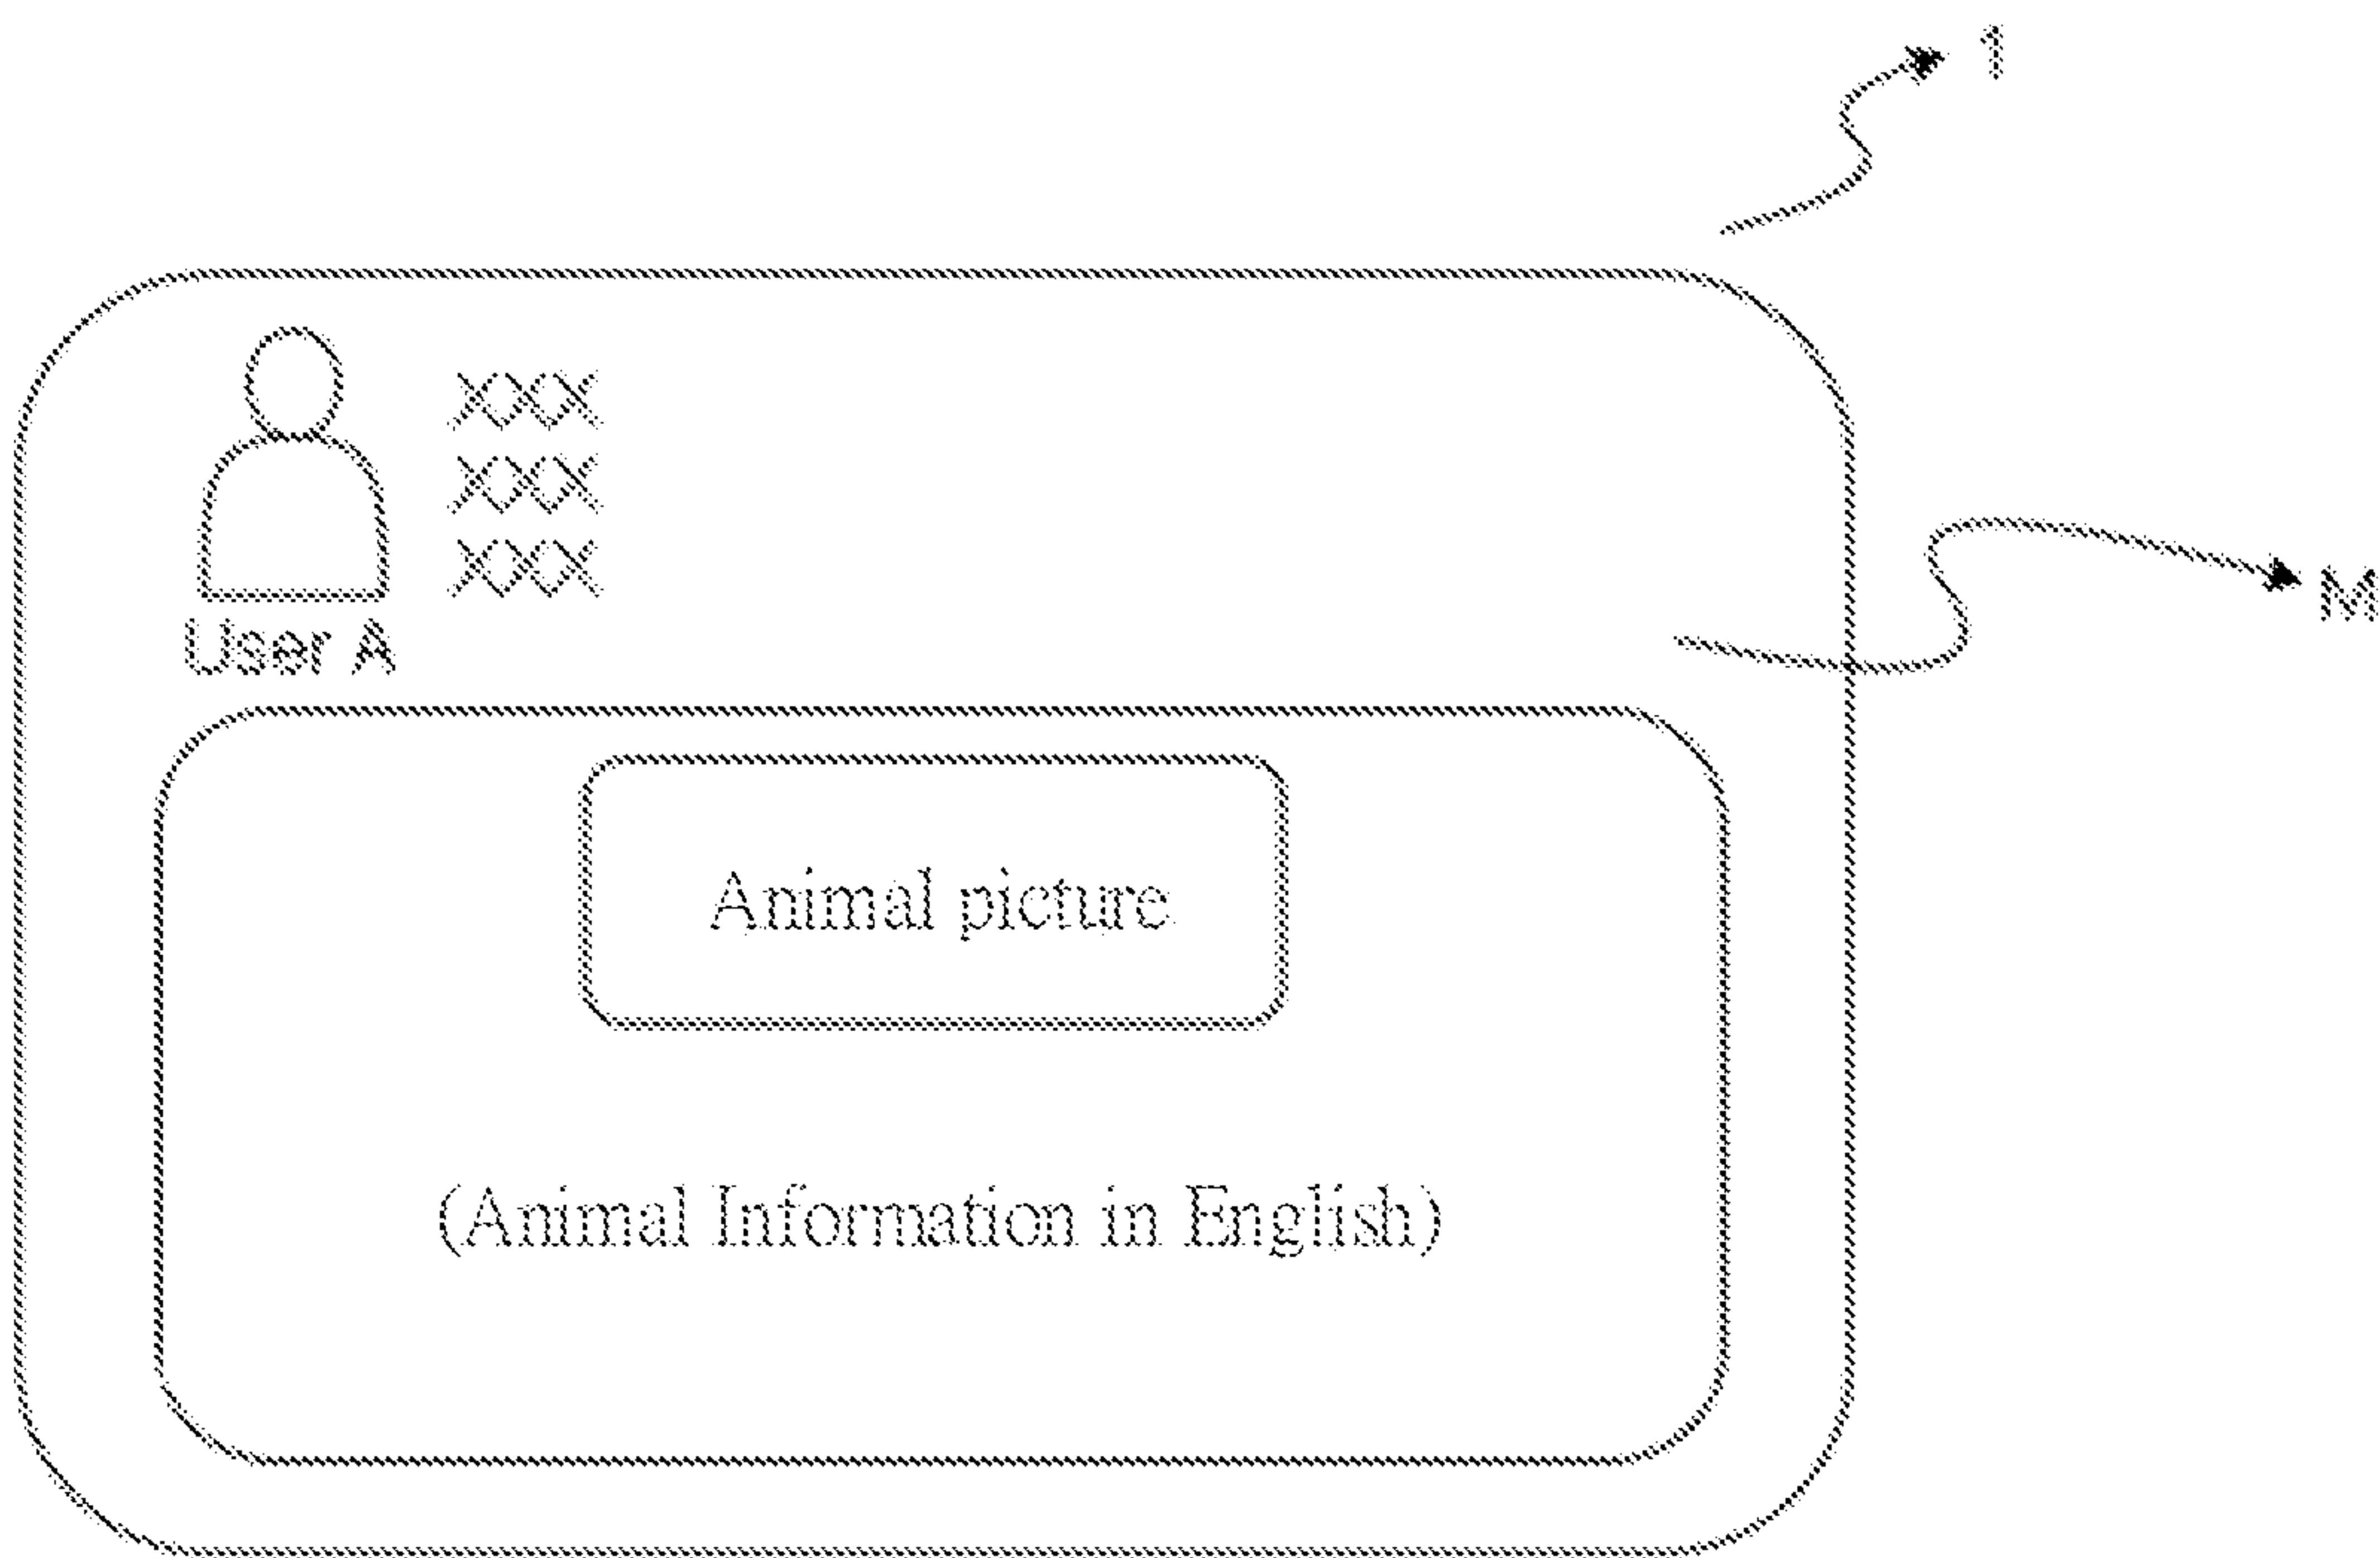 1
XXX
XXX
XXX
M
User A
Animal picture
(Animal Information in English)